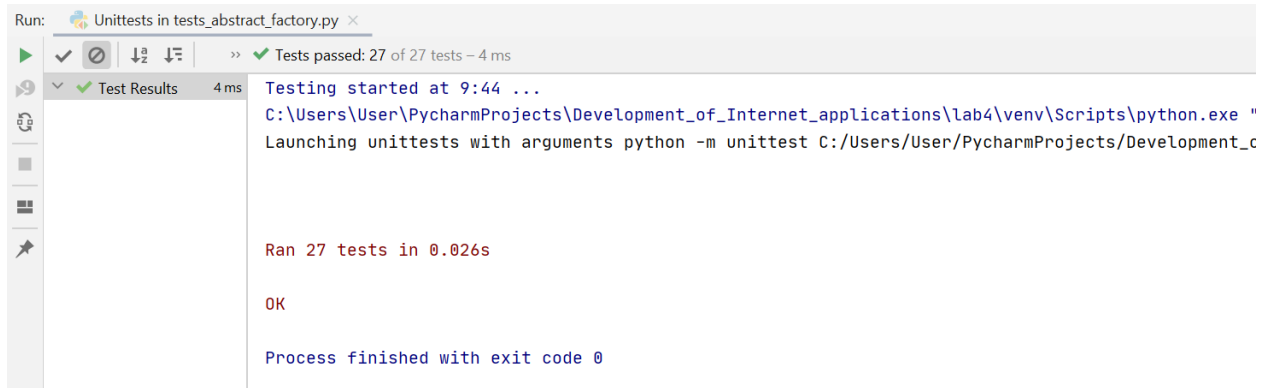 Run: Unittests in tests_abstract_factory.py
Tests passed: 27 of 27 tests – 4 ms
Test Results 4 ms
Testing started at 9:44 ...
C:\Users\User\PycharmProjects\Development_of_Internet_applications\lab4\venv\Scripts\python.exe "
Launching unittests with arguments python -m unittest C:/Users/User/PycharmProjects/Development_o
Ran 27 tests in 0.026s
OK
Process finished with exit code 0